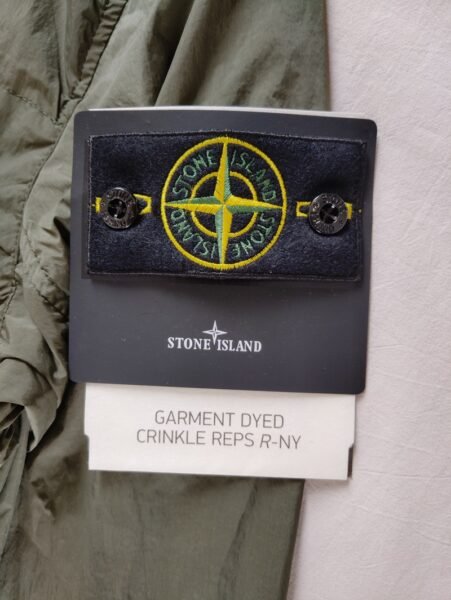 STONE ISLAND
STONE ISLAND
STONE ISLAND
GARMENT DYED
CRINKLE REPS R-NY